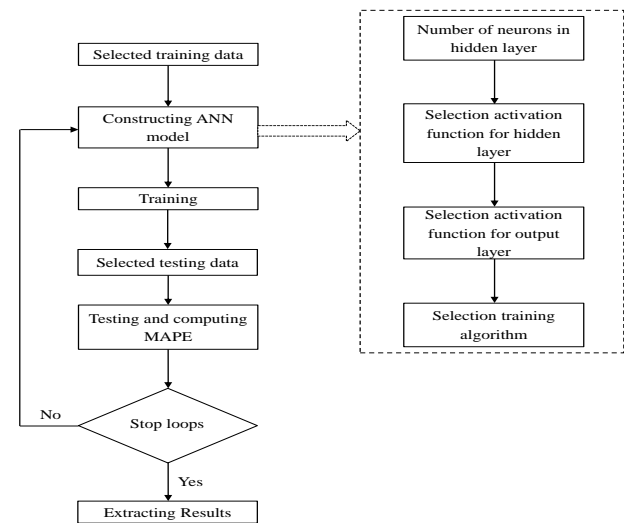 Selected training data
Constructing ANN
model
Training
Selected testing data
Testing and computing
MAPE
Stop loops
No
Yes
Extracting Results
Number of neurons in
hidden layer
Selection activation
function for hidden
layer
Selection activation
function for output
layer
Selection training
algorithm